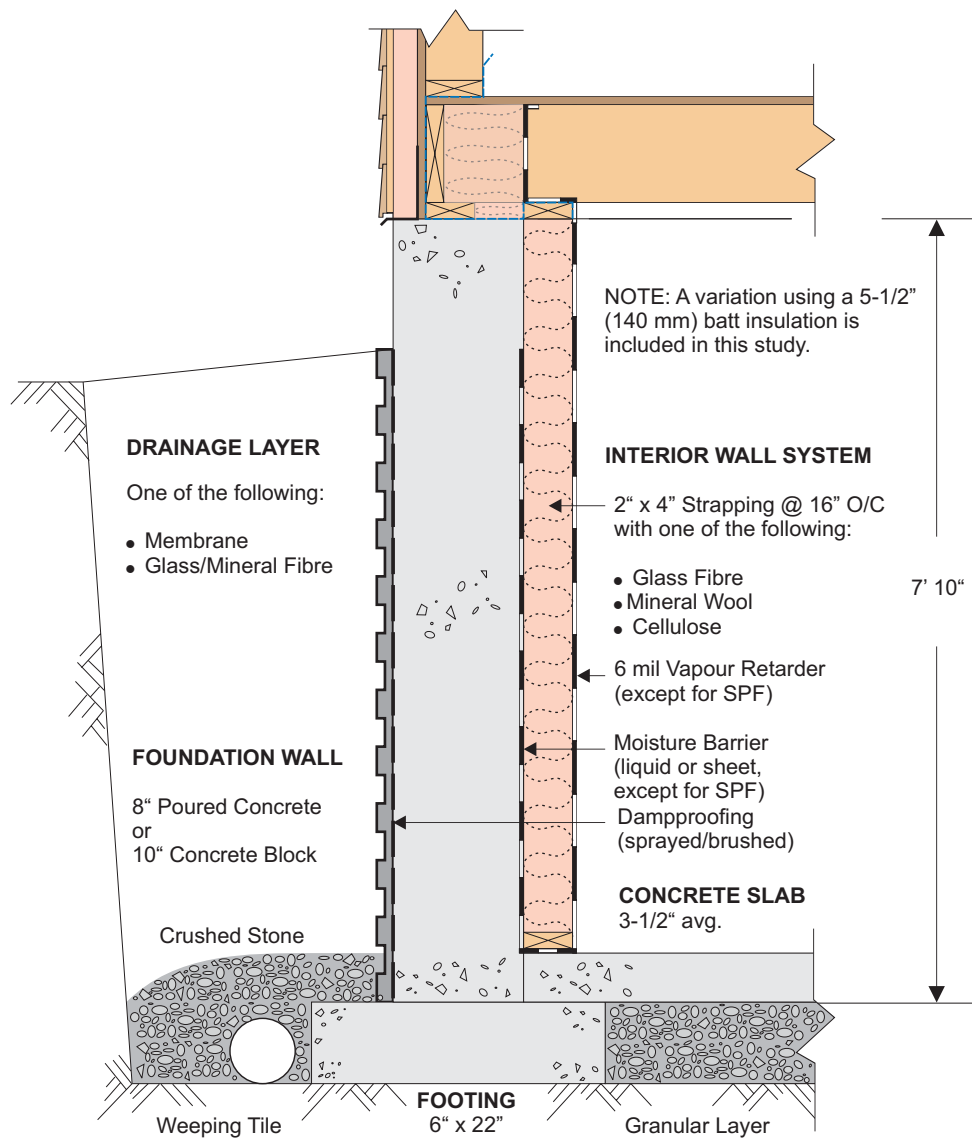 NOTE: A variation using a 5-1/2”
(140 mm) batt insulation is
included in this study.
DRAINAGE LAYER
One of the following:
• Membrane
• Glass/Mineral Fibre
INTERIOR WALL SYSTEM
2“ x 4” Strapping @ 16” O/C
with one of the following:
• Glass Fibre
• Mineral Wool
• Cellulose
7’ 10“
6 mil Vapour Retarder
(except for SPF)
Moisture Barrier
(liquid or sheet,
except for SPF)
Dampproofing
(sprayed/brushed)
FOUNDATION WALL
8“ Poured Concrete
or
10“ Concrete Block
CONCRETE SLAB
3-1/2“ avg.
Crushed Stone
Weeping Tile
FOOTING
6“ x 22”
Granular Layer